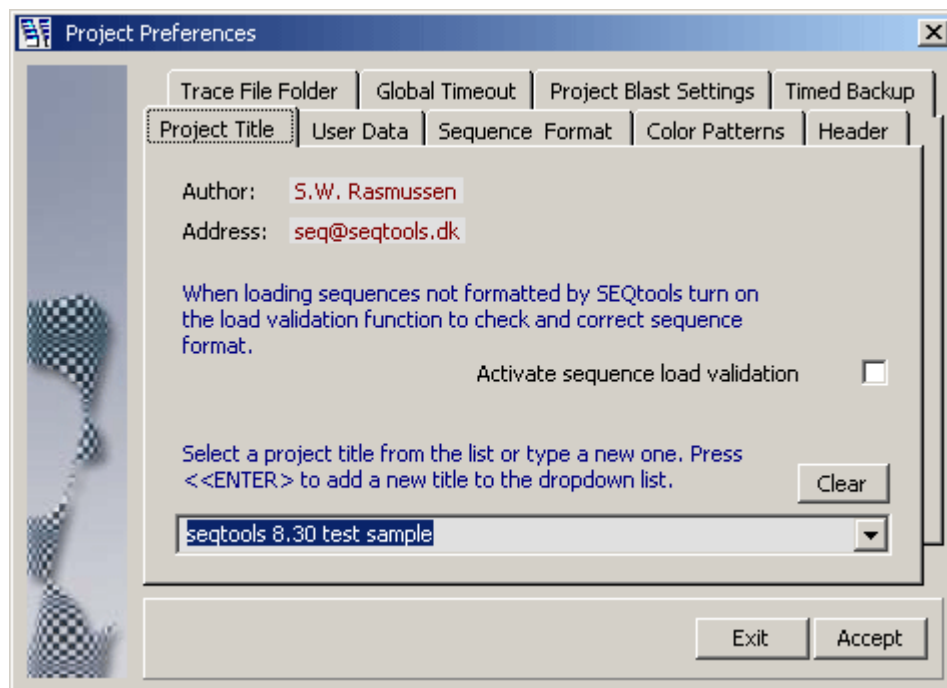 Project Preferences
Trace File Folder
Global Timeout
Project Blast Settings
Timed Backup
Project Title
User Data
Sequence Format
Color Patterns
Header
Author: S.W. Rasmussen
Address: seq@seqtools.dk
When loading sequences not formatted by SEQtools turn on
the load validation function to check and correct sequence
format.
Activate sequence load validation
Select a project title from the list or type a new one. Press
<<ENTER> to add a new title to the dropdown list.
Clear
seqtools 8.30 test sample
Exit
Accept